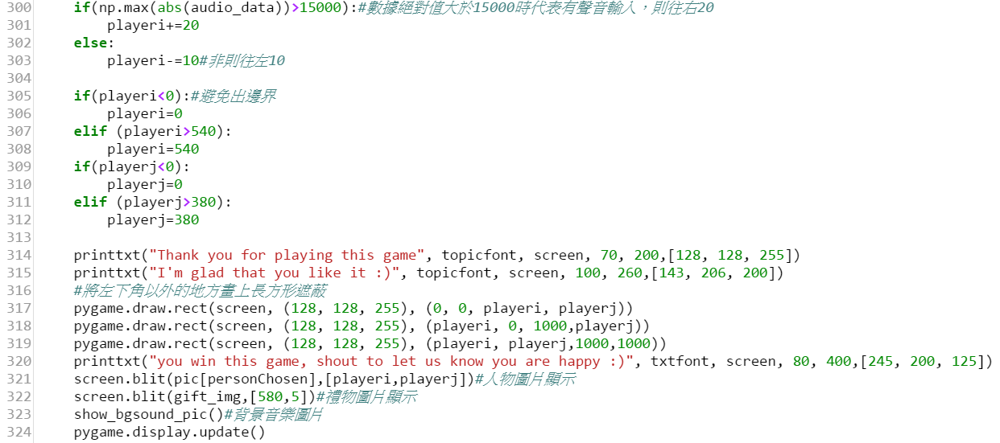 300 if(np.max(abs(audio_data))>15000):#數據絕對值大於15000時代表有聲音輸入，則往右20
301 playeri+=20
302 else:
303 playeri-=10#非則往左10
304
305 if(playeri<0):#避免出邊界
306 playeri=0
307 elif (playeri>540):
308 playeri=540
309 if(playerj<0):
310 playerj=0
311 elif (playerj>380):
312 playerj=380
313
314 printtxt("Thank you for playing this game", topicfont, screen, 70, 200,[128, 128, 255])
315 printtxt("I'm glad that you like it :)", topicfont, screen, 100, 260,[143, 206, 200])
316 #將左下角以外的地方畫上長方形遮蔽
317 pygame.draw.rect(screen, (128, 128, 255), (0, 0, playeri, playerj))
318 pygame.draw.rect(screen, (128, 128, 255), (playeri, 0, 1000,playerj))
319 pygame.draw.rect(screen, (128, 128, 255), (playeri, playerj,1000,1000))
320 printtxt("you win this game, shout to let us know you are happy :)", txtfont, screen, 80, 400,[245, 200, 125])
321 screen.blit(pic[personChosen],[playeri,playerj])#人物圖片顯示
322 screen.blit(gift_img,[580,5])#禮物圖片顯示
323 show_bgsound_pic()#背景音樂圖片
324 pygame.display.update()